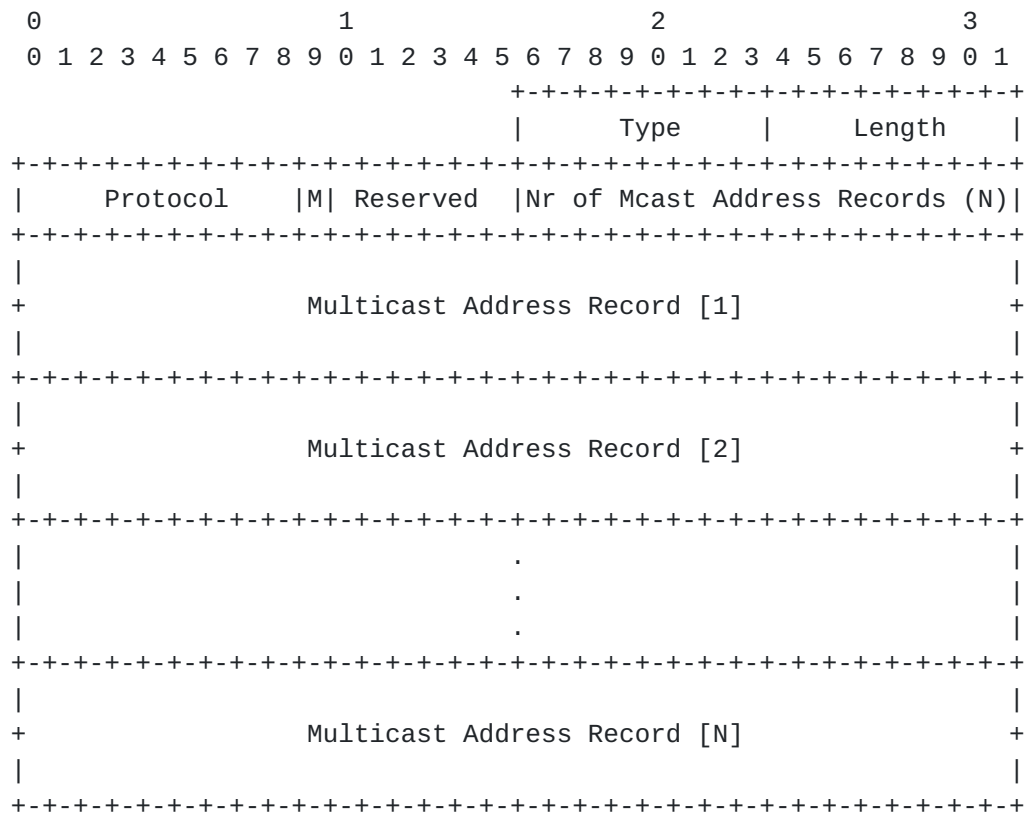 0                   1                   2                   3
 0 1 2 3 4 5 6 7 8 9 0 1 2 3 4 5 6 7 8 9 0 1 2 3 4 5 6 7 8 9 0 1
                                +-+-+-+-+-+-+-+-+-+-+-+-+-+-+-+-+
                                |      Type     |     Length    |
+-+-+-+-+-+-+-+-+-+-+-+-+-+-+-+-+-+-+-+-+-+-+-+-+-+-+-+-+-+-+-+-+
|     Protocol    |M| Reserved  |Nr of Mcast Address Records (N)|
+-+-+-+-+-+-+-+-+-+-+-+-+-+-+-+-+-+-+-+-+-+-+-+-+-+-+-+-+-+-+-+-+
|                                                               |
+                  Multicast Address Record [1]                 +
|                                                               |
+-+-+-+-+-+-+-+-+-+-+-+-+-+-+-+-+-+-+-+-+-+-+-+-+-+-+-+-+-+-+-+-+
|                                                               |
+                  Multicast Address Record [2]                 +
|                                                               |
+-+-+-+-+-+-+-+-+-+-+-+-+-+-+-+-+-+-+-+-+-+-+-+-+-+-+-+-+-+-+-+-+
|                               .                               |
|                               .                               |
|                               .                               |
+-+-+-+-+-+-+-+-+-+-+-+-+-+-+-+-+-+-+-+-+-+-+-+-+-+-+-+-+-+-+-+-+
|                                                               |
+                  Multicast Address Record [N]                 +
|                                                               |
+-+-+-+-+-+-+-+-+-+-+-+-+-+-+-+-+-+-+-+-+-+-+-+-+-+-+-+-+-+-+-+-+